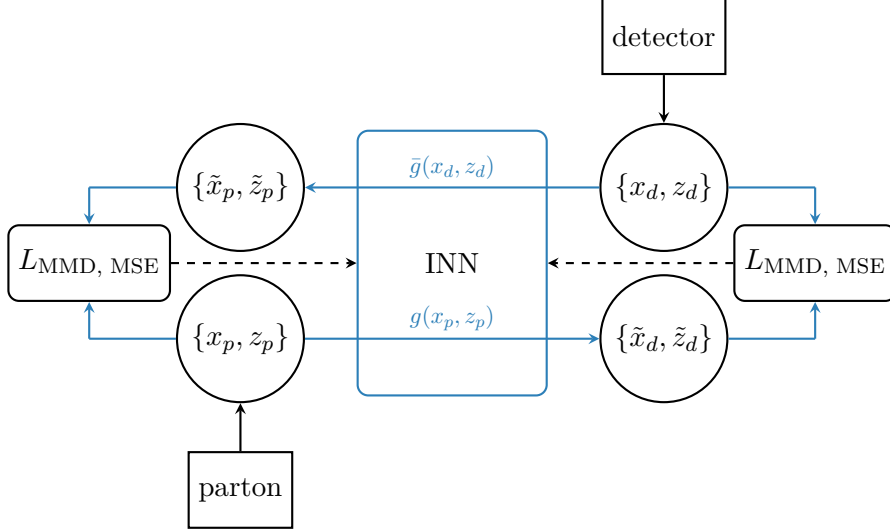 detector
{x̃_p, z̃_p}
ḡ(x_d, z_d)
{x_d, z_d}
L_MMD, MSE
INN
L_MMD, MSE
{x_p, z_p}
g(x_p, z_p)
{x̃_d, z̃_d}
parton